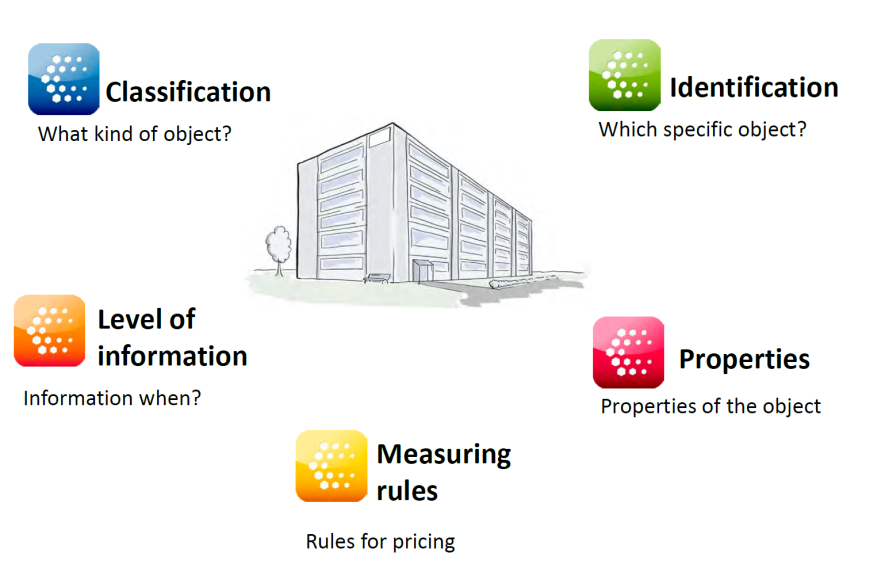 Classification
What kind of object?
Identification
Which specific object?
Level of
information
Information when?
Properties
Properties of the object
Measuring
rules
Rules for pricing